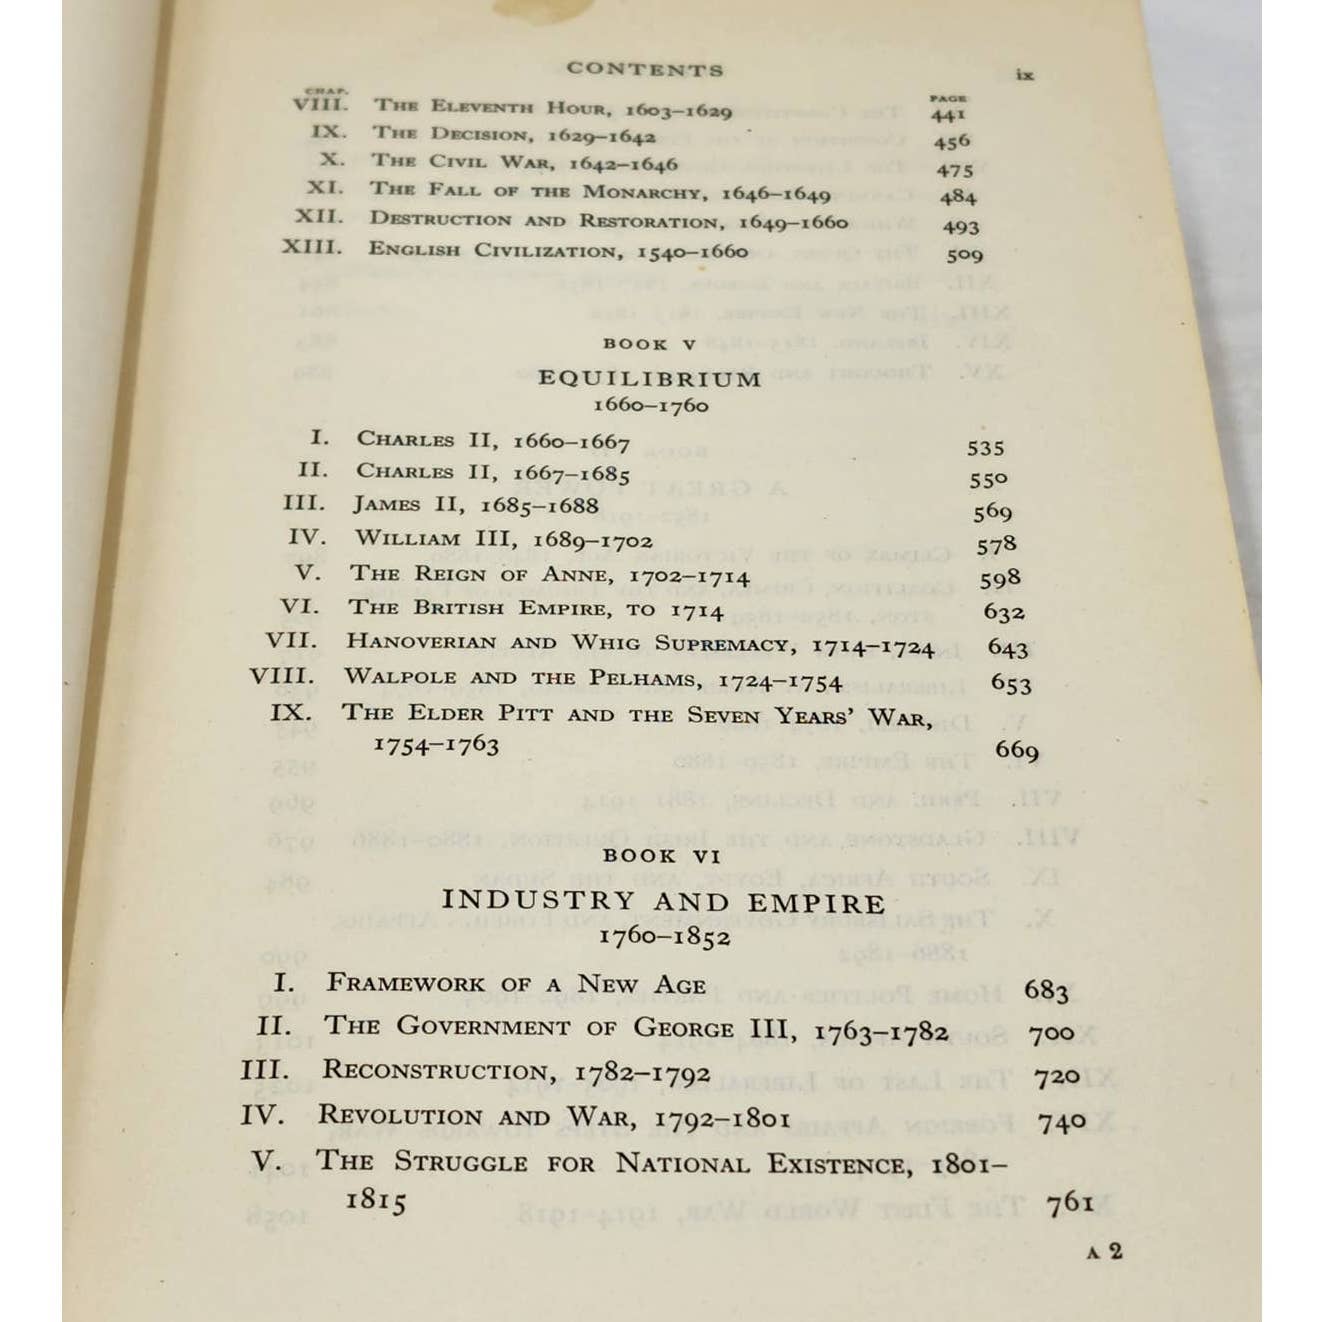 CONTENTS ix
CHAP. PAGE
VIII. THE ELEVENTH HOUR, 1603–1629 441
IX. THE DECISION, 1629–1642 456
X. THE CIVIL WAR, 1642–1646 475
XI. THE FALL OF THE MONARCHY, 1646–1649 484
XII. DESTRUCTION AND RESTORATION, 1649–1660 493
XIII. ENGLISH CIVILIZATION, 1540–1660 509
BOOK V
EQUILIBRIUM
1660–1760
I. CHARLES II, 1660–1667 535
II. CHARLES II, 1667–1685 550
III. JAMES II, 1685–1688 569
IV. WILLIAM III, 1689–1702 578
V. THE REIGN OF ANNE, 1702–1714 598
VI. THE BRITISH EMPIRE, TO 1714 632
VII. HANOVERIAN AND WHIG SUPREMACY, 1714–1724 643
VIII. WALPOLE AND THE PELHAMS, 1724–1754 653
IX. THE ELDER PITT AND THE SEVEN YEARS' WAR,
1754–1763 669
BOOK VI
INDUSTRY AND EMPIRE
1760–1852
I. FRAMEWORK OF A NEW AGE 683
II. THE GOVERNMENT OF GEORGE III, 1763–1782 700
III. RECONSTRUCTION, 1782–1792 720
IV. REVOLUTION AND WAR, 1792–1801 740
V. THE STRUGGLE FOR NATIONAL EXISTENCE, 1801–
1815 761
A 2